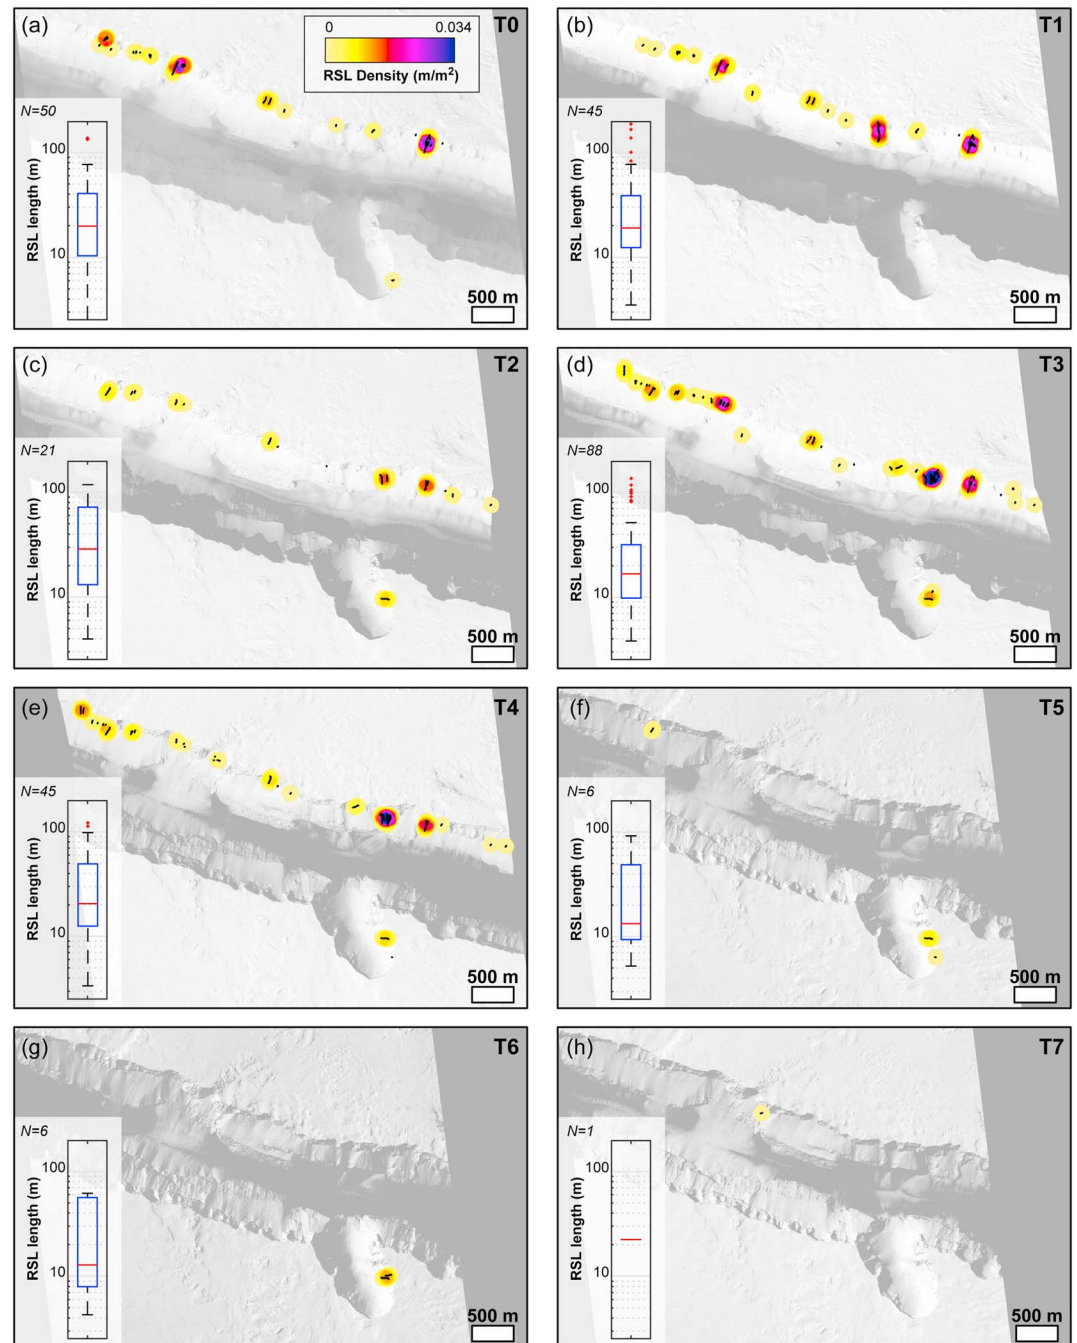 (a)
T0
0 0.034
RSL Density (m/m²)
N=50
RSL length (m)
100
10
500 m
(b)
T1
N=45
RSL length (m)
100
10
500 m
(c)
T2
N=21
RSL length (m)
100
10
500 m
(d)
T3
N=88
RSL length (m)
100
10
500 m
(e)
T4
N=45
RSL length (m)
100
10
500 m
(f)
T5
N=6
RSL length (m)
100
10
500 m
(g)
T6
N=6
RSL length (m)
100
10
500 m
(h)
T7
N=1
RSL length (m)
100
10
500 m